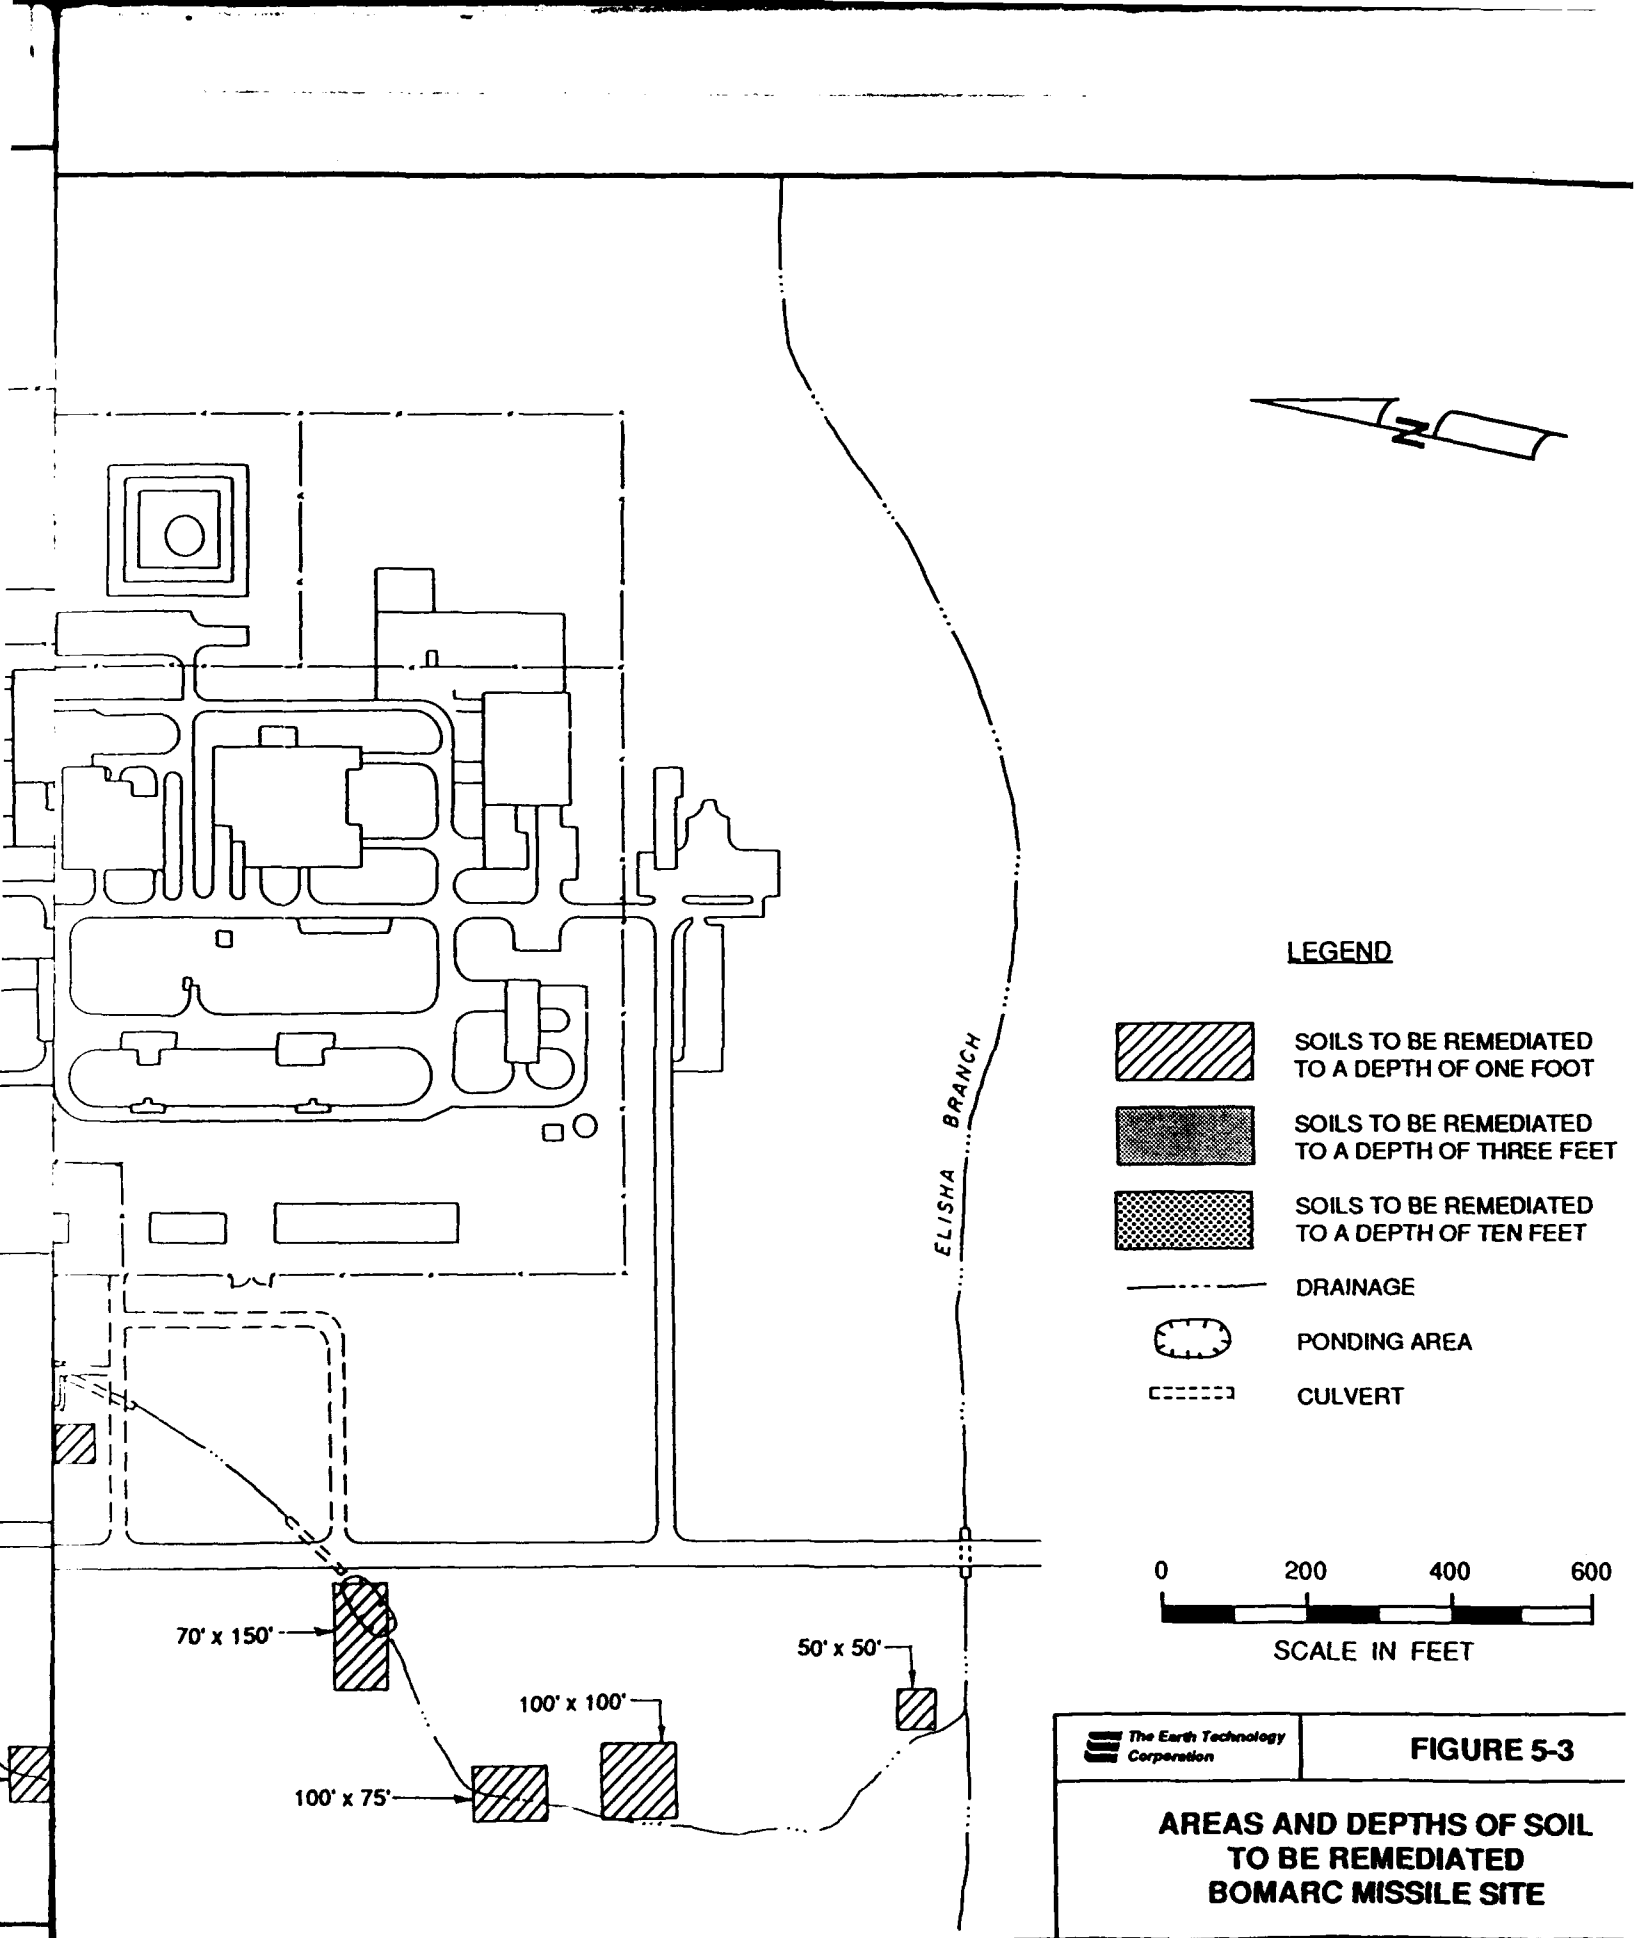 N
ELISHA BRANCH
LEGEND
SOILS TO BE REMEDIATED
TO A DEPTH OF ONE FOOT
SOILS TO BE REMEDIATED
TO A DEPTH OF THREE FEET
SOILS TO BE REMEDIATED
TO A DEPTH OF TEN FEET
DRAINAGE
PONDING AREA
CULVERT
0 200 400 600
SCALE IN FEET
70' x 150'
50' x 50'
100' x 100'
100' x 75'
The Earth Technology
Corporation
FIGURE 5-3
AREAS AND DEPTHS OF SOIL
TO BE REMEDIATED
BOMARC MISSILE SITE